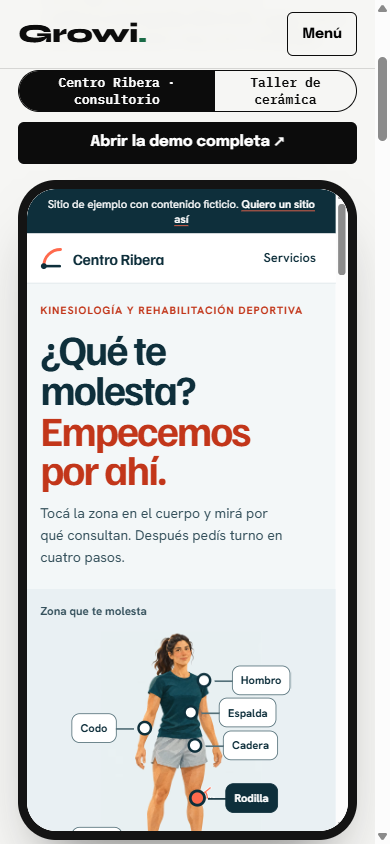 Growi.
Menú
Centro Ribera ·
consultorio
Taller de
cerámica
Abrir la demo completa ↗
Sitio de ejemplo con contenido ficticio. Quiero un sitio
así
Centro Ribera
Servicios
KINESIOLOGÍA Y REHABILITACIÓN DEPORTIVA
¿Qué te
molesta?
Empecemos
por ahí.
Tocá la zona en el cuerpo y mirá por
qué consultan. Después pedís turno en
cuatro pasos.
Zona que te molesta
Hombro
Espalda
Codo
Cadera
Rodilla